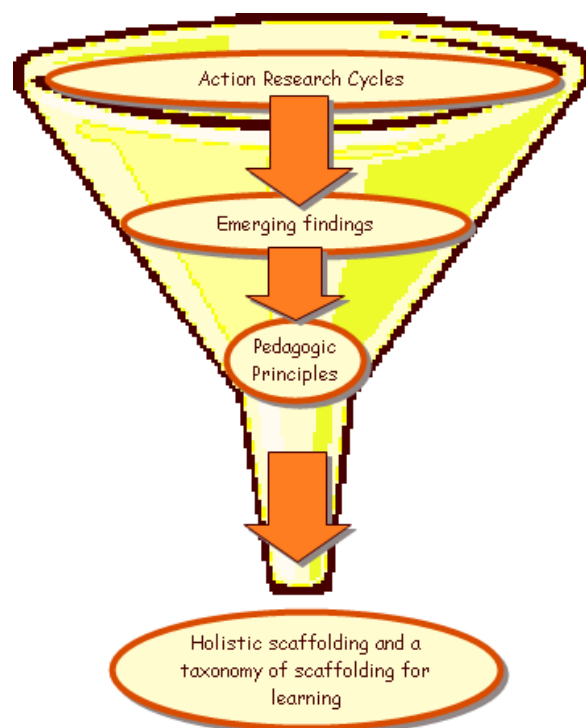 Action Research Cycles
Emerging findings
Pedagogic
Principles
Holistic scaffolding and a
taxonomy of scaffolding for
learning